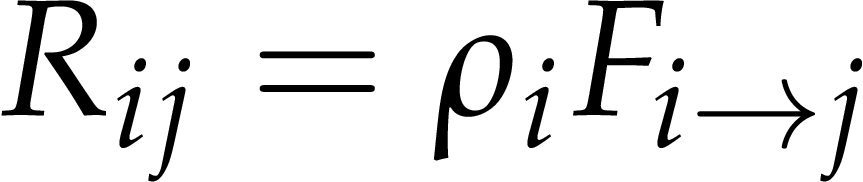 R_{ij} = ρ_i F_{i→j}